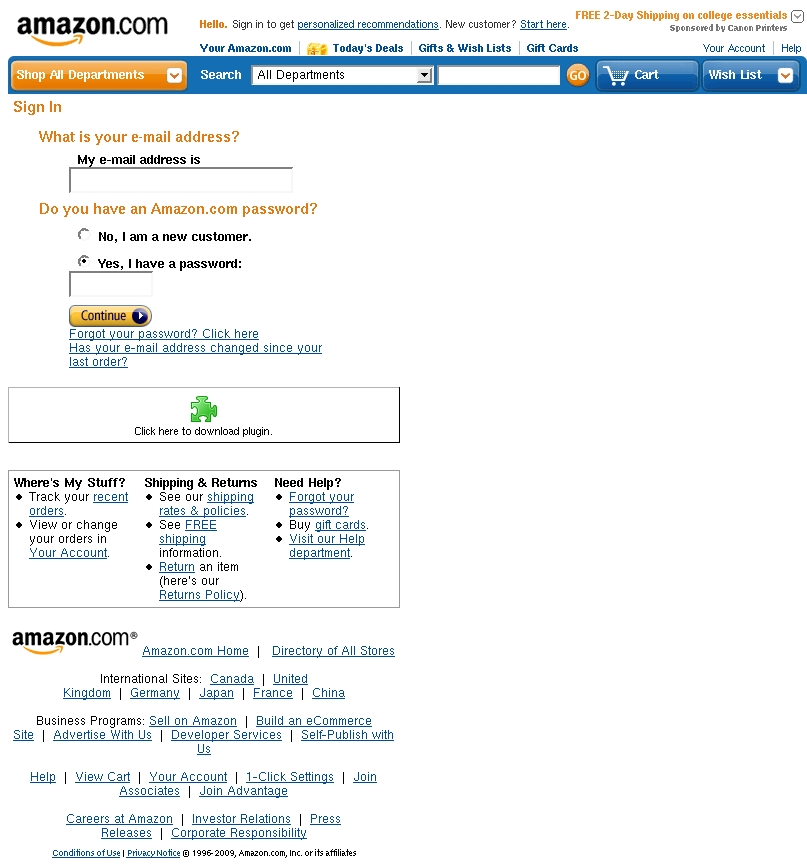 amazon.com
Hello. Sign in to get personalized recommendations. New customer? Start here.
FREE 2-Day Shipping on college essentials
Sponsored by Canon Printers
Your Amazon.com | Today's Deals | Gifts & Wish Lists | Gift Cards
Your Account | Help
Shop All Departments
Search
All Departments
GO
Cart
Wish List
Sign In
What is your e-mail address?
My e-mail address is
Do you have an Amazon.com password?
No, I am a new customer.
Yes, I have a password:
Continue
Forgot your password? Click here
Has your e-mail address changed since your
last order?
Click here to download plugin.
Where's My Stuff?
• Track your recent
orders.
• View or change
your orders in
Your Account.
Shipping & Returns
• See our shipping
rates & policies.
• See FREE
shipping
information.
• Return an item
(here's our
Returns Policy).
Need Help?
• Forgot your
password?
• Buy gift cards.
• Visit our Help
department.
amazon.com®
Amazon.com Home | Directory of All Stores
International Sites: Canada | United
Kingdom | Germany | Japan | France | China
Business Programs: Sell on Amazon | Build an eCommerce
Site | Advertise With Us | Developer Services | Self-Publish with
Us
Help | View Cart | Your Account | 1-Click Settings | Join
Associates | Join Advantage
Careers at Amazon | Investor Relations | Press
Releases | Corporate Responsibility
Conditions of Use | Privacy Notice © 1996-2009, Amazon.com, Inc. or its affiliates